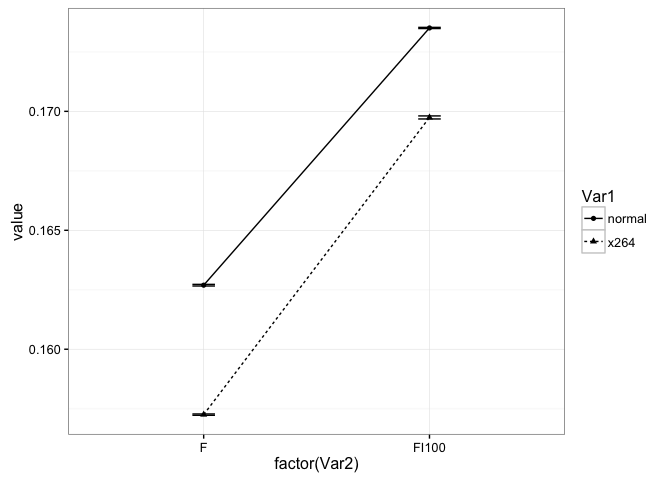 0.170
0.165
0.160
value
F
FI100
factor(Var2)
Var1
normal
x264